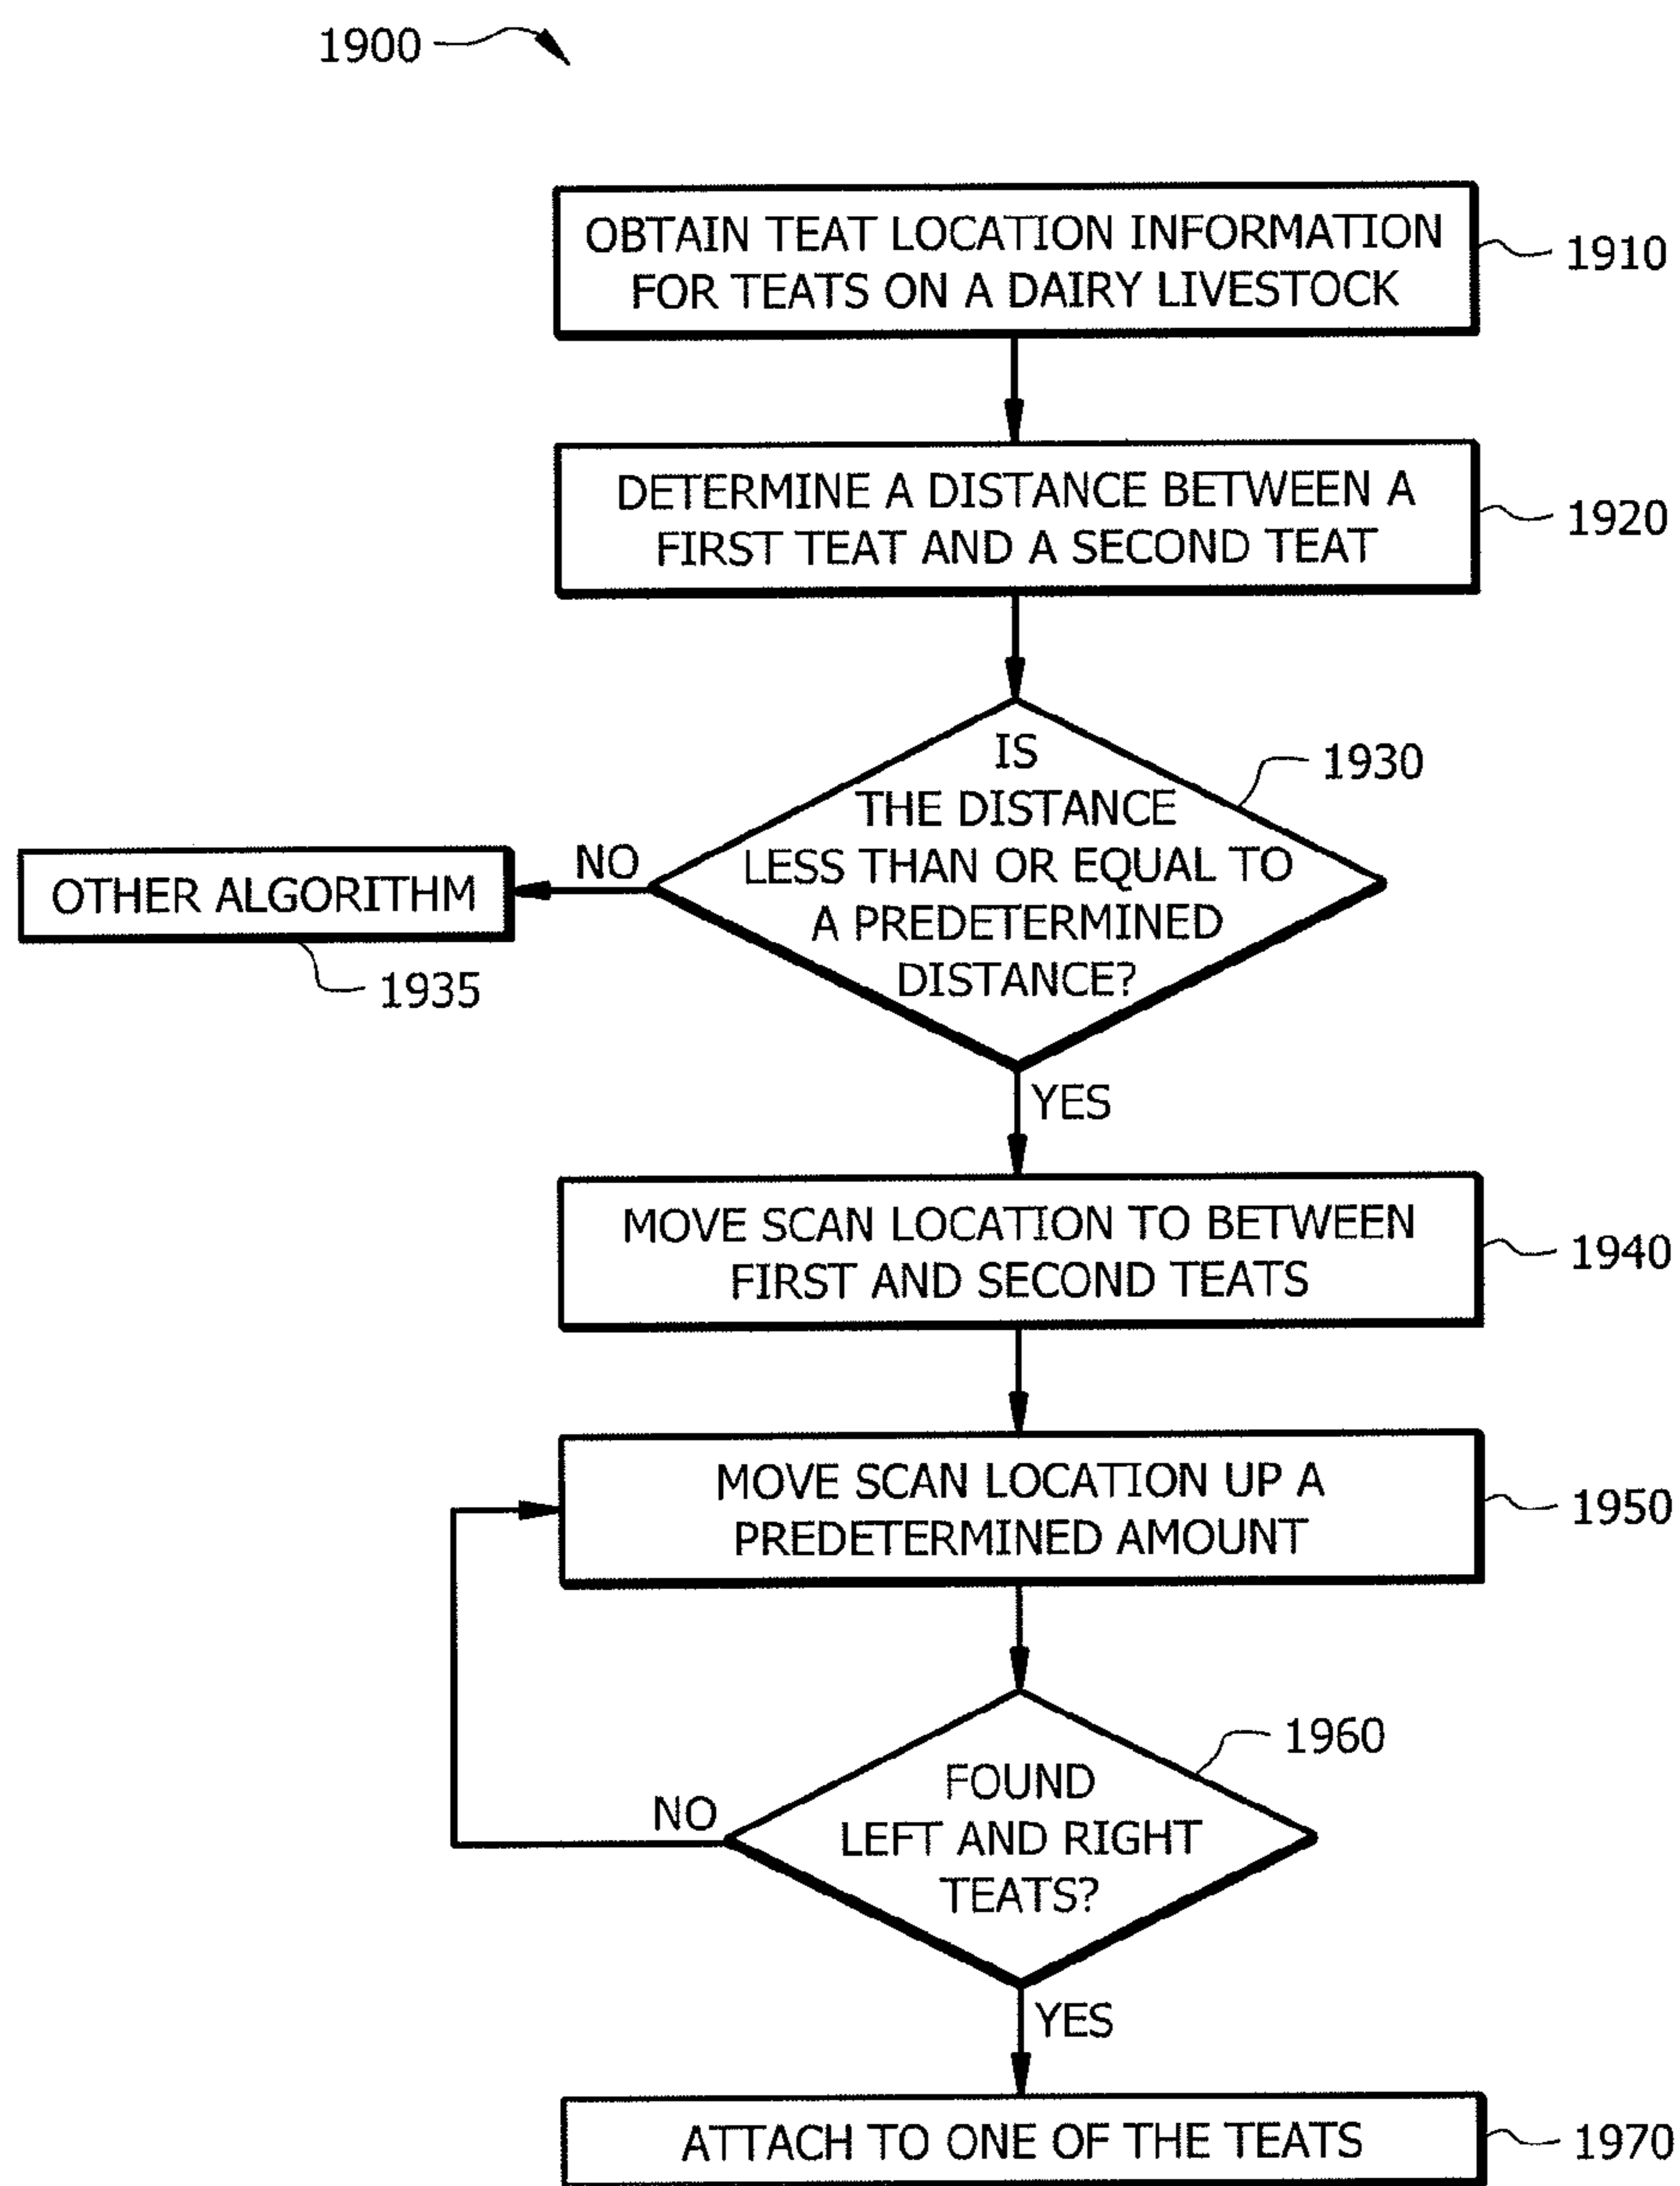 1900
OBTAIN TEAT LOCATION INFORMATION
FOR TEATS ON A DAIRY LIVESTOCK
1910
DETERMINE A DISTANCE BETWEEN A
FIRST TEAT AND A SECOND TEAT
1920
IS
THE DISTANCE
LESS THAN OR EQUAL TO
A PREDETERMINED
DISTANCE?
1930
NO
OTHER ALGORITHM
1935
YES
MOVE SCAN LOCATION TO BETWEEN
FIRST AND SECOND TEATS
1940
MOVE SCAN LOCATION UP A
PREDETERMINED AMOUNT
1950
FOUND
LEFT AND RIGHT
TEATS?
1960
NO
YES
ATTACH TO ONE OF THE TEATS
1970